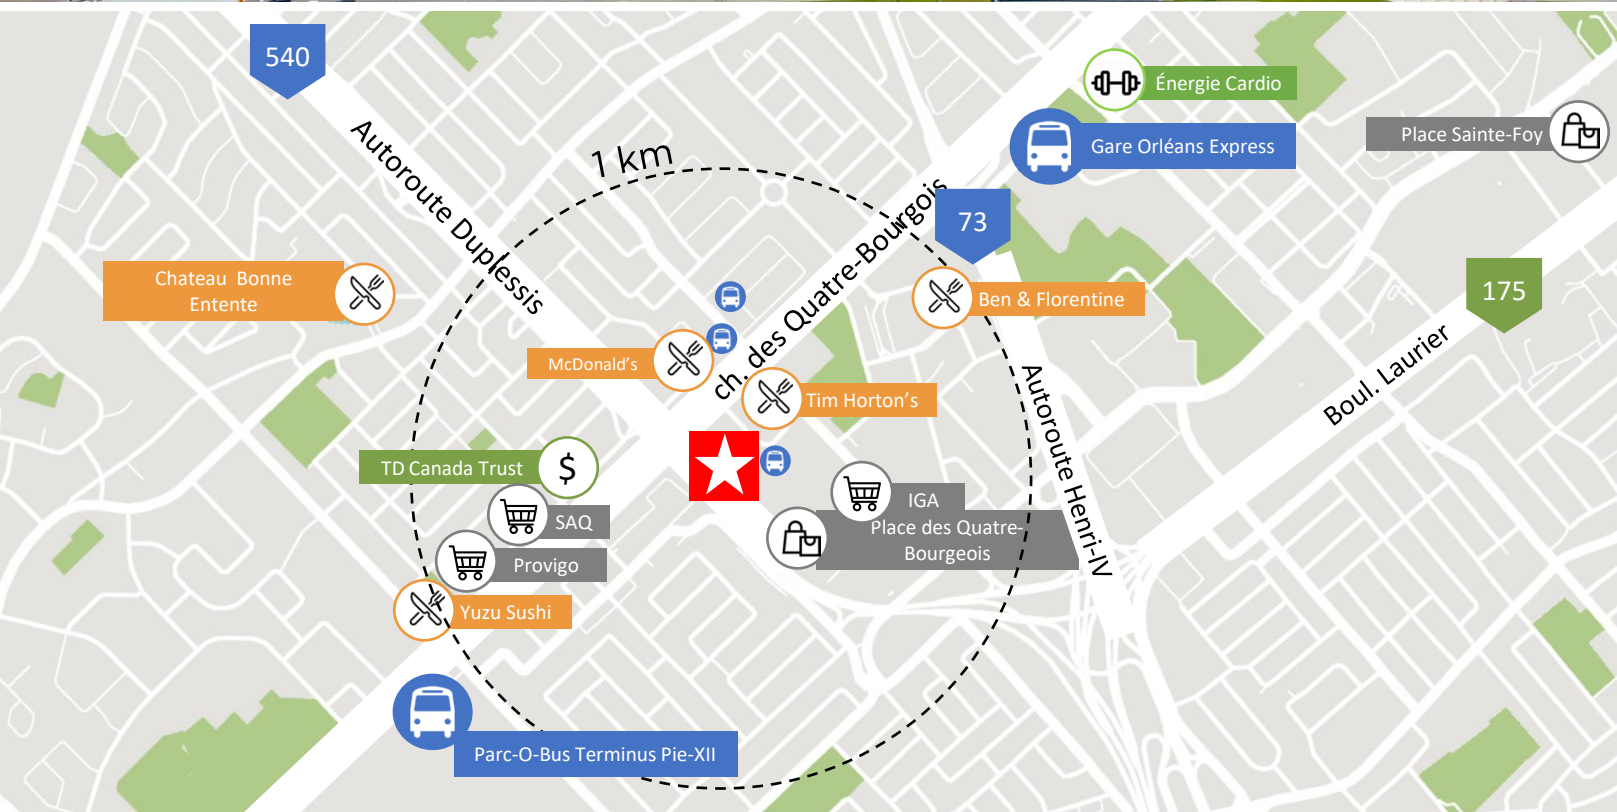 540
Énergie Cardio
Gare Orléans Express
Place Sainte-Foy
Autoroute Duplessis
1 km
ch. des Quatre-Bourgois
73
Chateau Bonne
Entente
Ben & Florentine
175
McDonald's
Tim Horton's
Boul. Laurier
Autoroute Henri-IV
TD Canada Trust
$
SAQ
IGA
Place des Quatre-
Bourgeois
Provigo
Yuzu Sushi
Parc-O-Bus Terminus Pie-XII